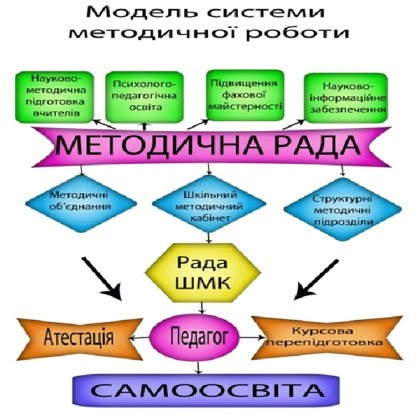 Модель системи
методичної роботи
Науково-
методична
підготовка
вчителів
Психолого-
педагогічна
освіта
Підвищення
фахової
майстерності
Науково-
інформаційне
забезпечення
МЕТОДИЧНА РАДА
Методичні
об'єднання
Шкільний
методичний
кабінет
Структурні
методичні
підрозділи
Рада
ШМК
Атестація
Педагог
Курсова
перепідготовка
САМООСВІТА